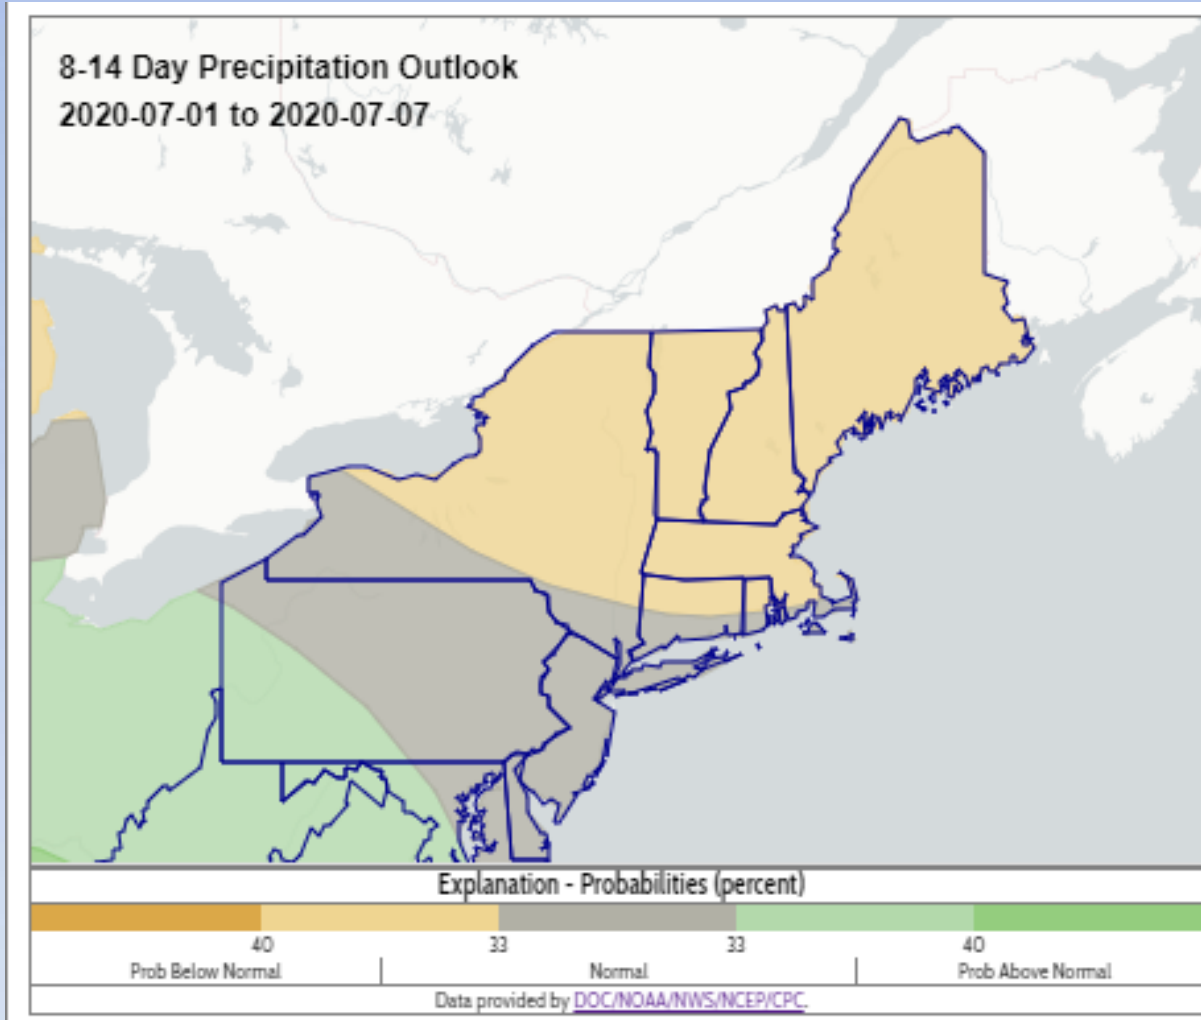 8-14 Day Precipitation Outlook
2020-07-01 to 2020-07-07
Explanation - Probabilities (percent)
40 33 33 40
Prob Below Normal | Normal | Prob Above Normal
Data provided by DOC/NOAA/NWS/NCEP/CPC.